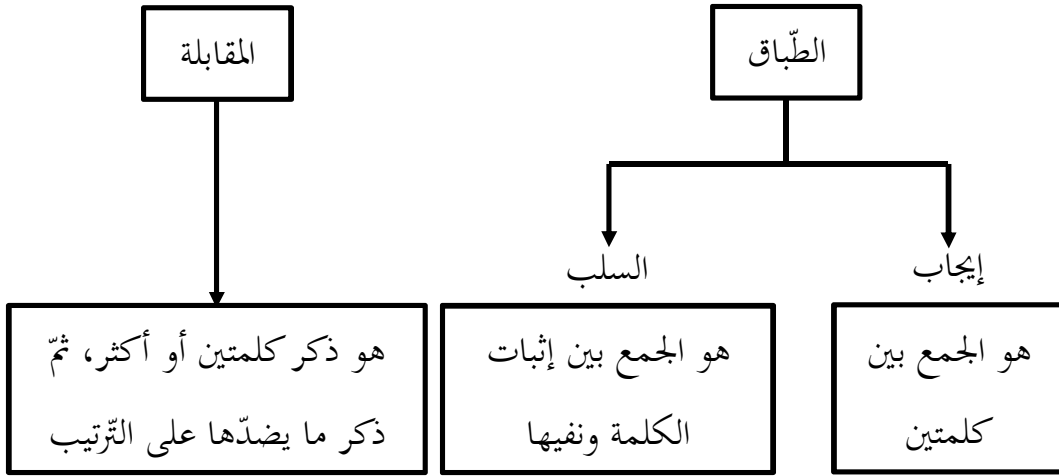 الطّباق
المقابلة
إيجاب
السلب
هو الجمع بين
كلمتين
هو الجمع بين إثبات
الكلمة ونفيها
هو ذكر كلمتين أو أكثر، ثمّ
ذكر ما يضدّها على التّرتيب